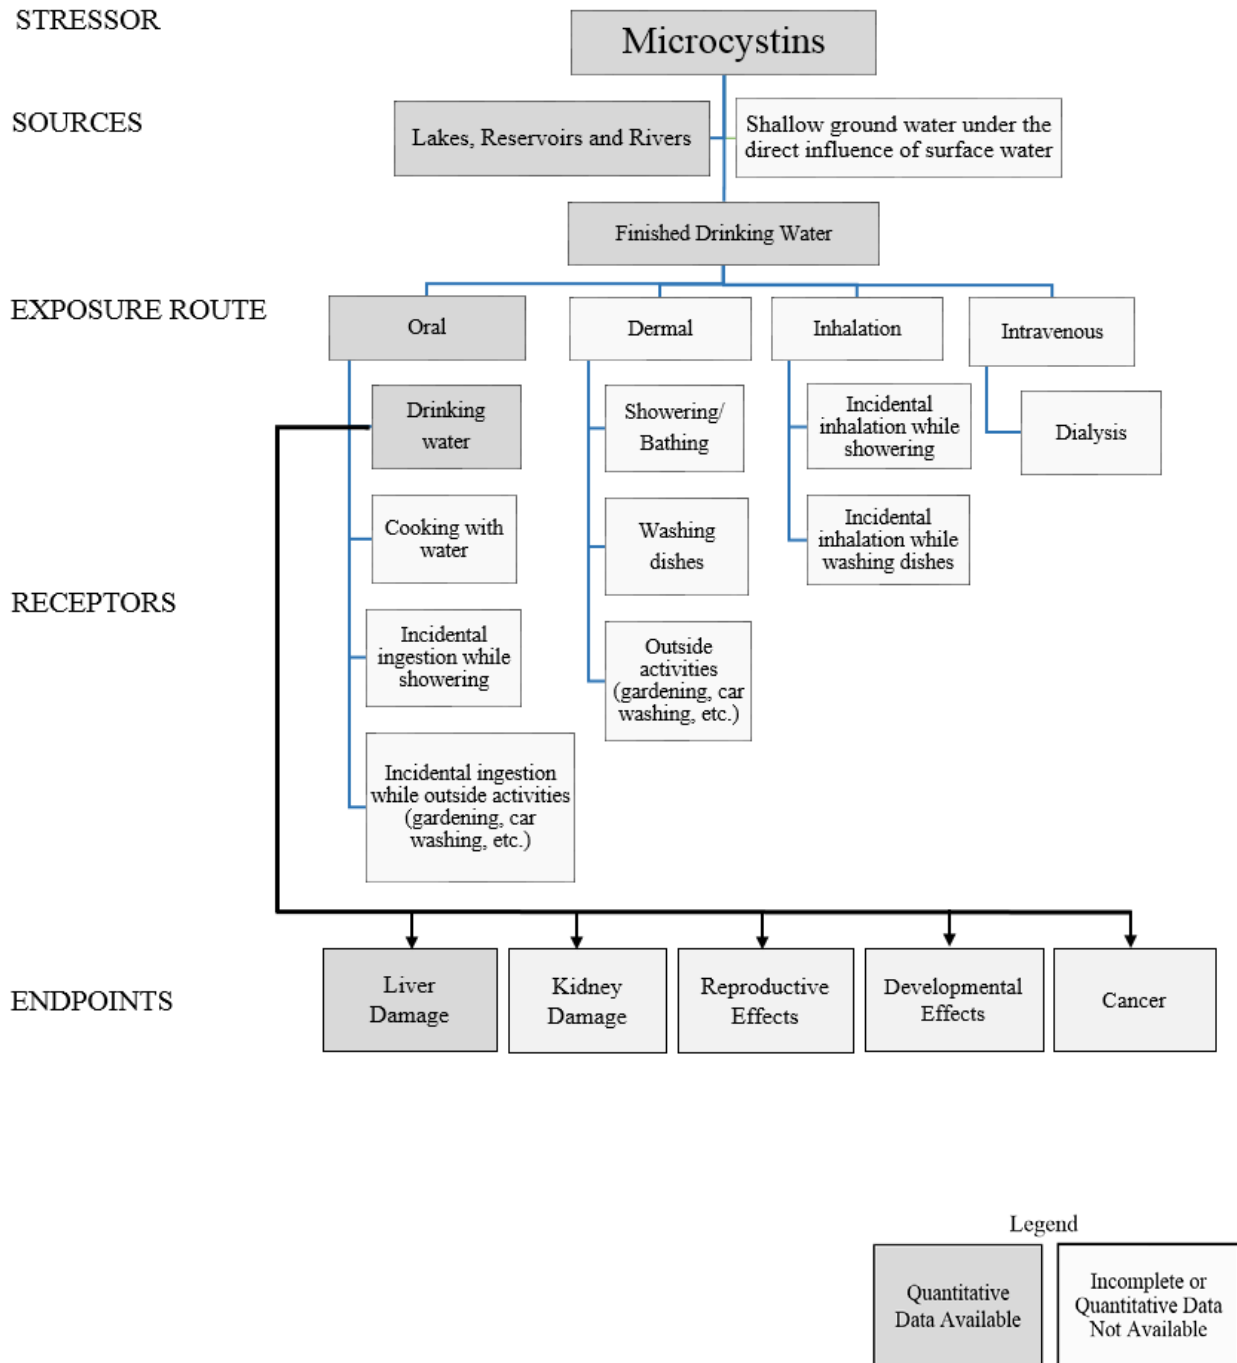 STRESSOR
Microcystins
SOURCES
Lakes, Reservoirs and Rivers
Shallow ground water under the
direct influence of surface water
Finished Drinking Water
EXPOSURE ROUTE
Oral
Dermal
Inhalation
Intravenous
Drinking
water
Showering/
Bathing
Incidental
inhalation while
showering
Dialysis
Cooking with
water
Washing
dishes
Incidental
inhalation while
washing dishes
RECEPTORS
Incidental
ingestion while
showering
Outside
activities
(gardening, car
washing, etc.)
Incidental ingestion
while outside activities
(gardening, car
washing, etc.)
ENDPOINTS
Liver
Damage
Kidney
Damage
Reproductive
Effects
Developmental
Effects
Cancer
Legend
Quantitative
Data Available
Incomplete or
Quantitative Data
Not Available